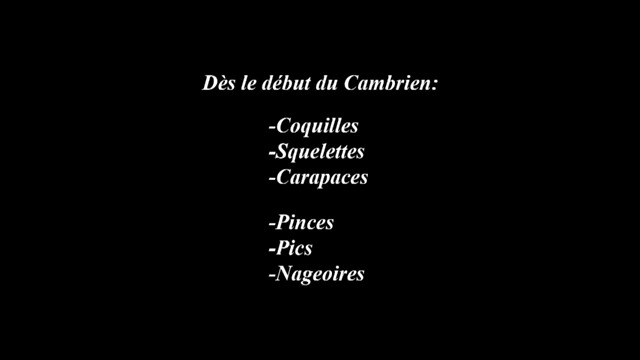 Dès le début du Cambrien:
-Coquilles
-Squelettes
-Carapaces
-Pinces
-Pics
-Nageoires